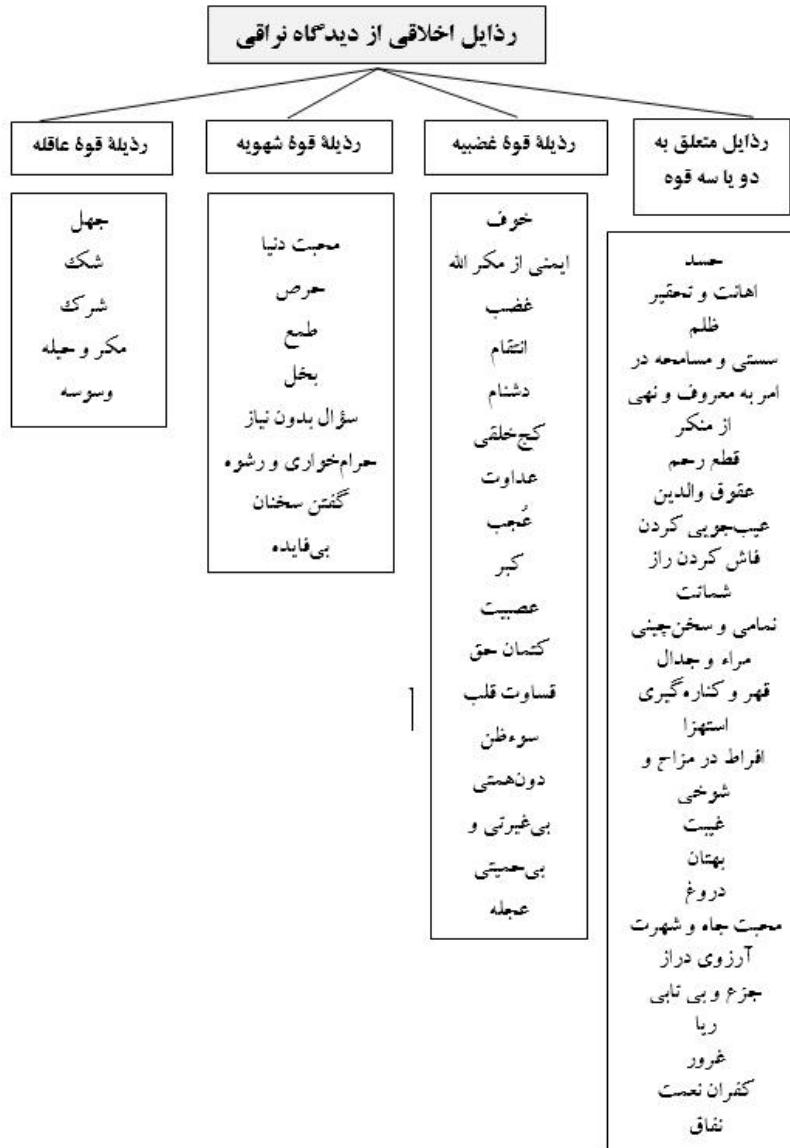 رذایل اخلاقی از دیدگاه نراقی
رذایل متعلق به
دو یا سه قوه
حسد
اهانت و تحقیر
ظلم
سستی و مسامحه در
امر به معروف و نهی
از منکر
قطع رحم
عقوق والدین
عیب‌جویی کردن
فاش کردن راز
شماتت
نمامی و سخن‌چینی
مراء و جدال
قهر و کناره‌گیری
استهزا
افراط در مزاح و
شوخی
غیبت
بهتان
دروغ
محبت جاه و شهرت
آرزوی دراز
جزع و بی تابی
ریا
غرور
کفران نعمت
نفاق
رذیلۀ قوۀ غضبیه
خوف
ایمنی از مکر الله
غضب
انتقام
دشنام
کج‌خلقی
عداوت
عُجب
کبر
عصبیت
کتمان حق
قساوت قلب
سوءظن
دون‌همتی
بی‌غیرتی و
بی‌حمیتی
عجله
رذیلۀ قوۀ شهویه
محبت دنیا
حرص
طمع
بخل
سؤال بدون نیاز
حرام‌خواری و رشوه
گفتن سخنان
بی‌فایده
رذیلۀ قوۀ عاقله
جهل
شک
شرک
مکر و حیله
وسوسه